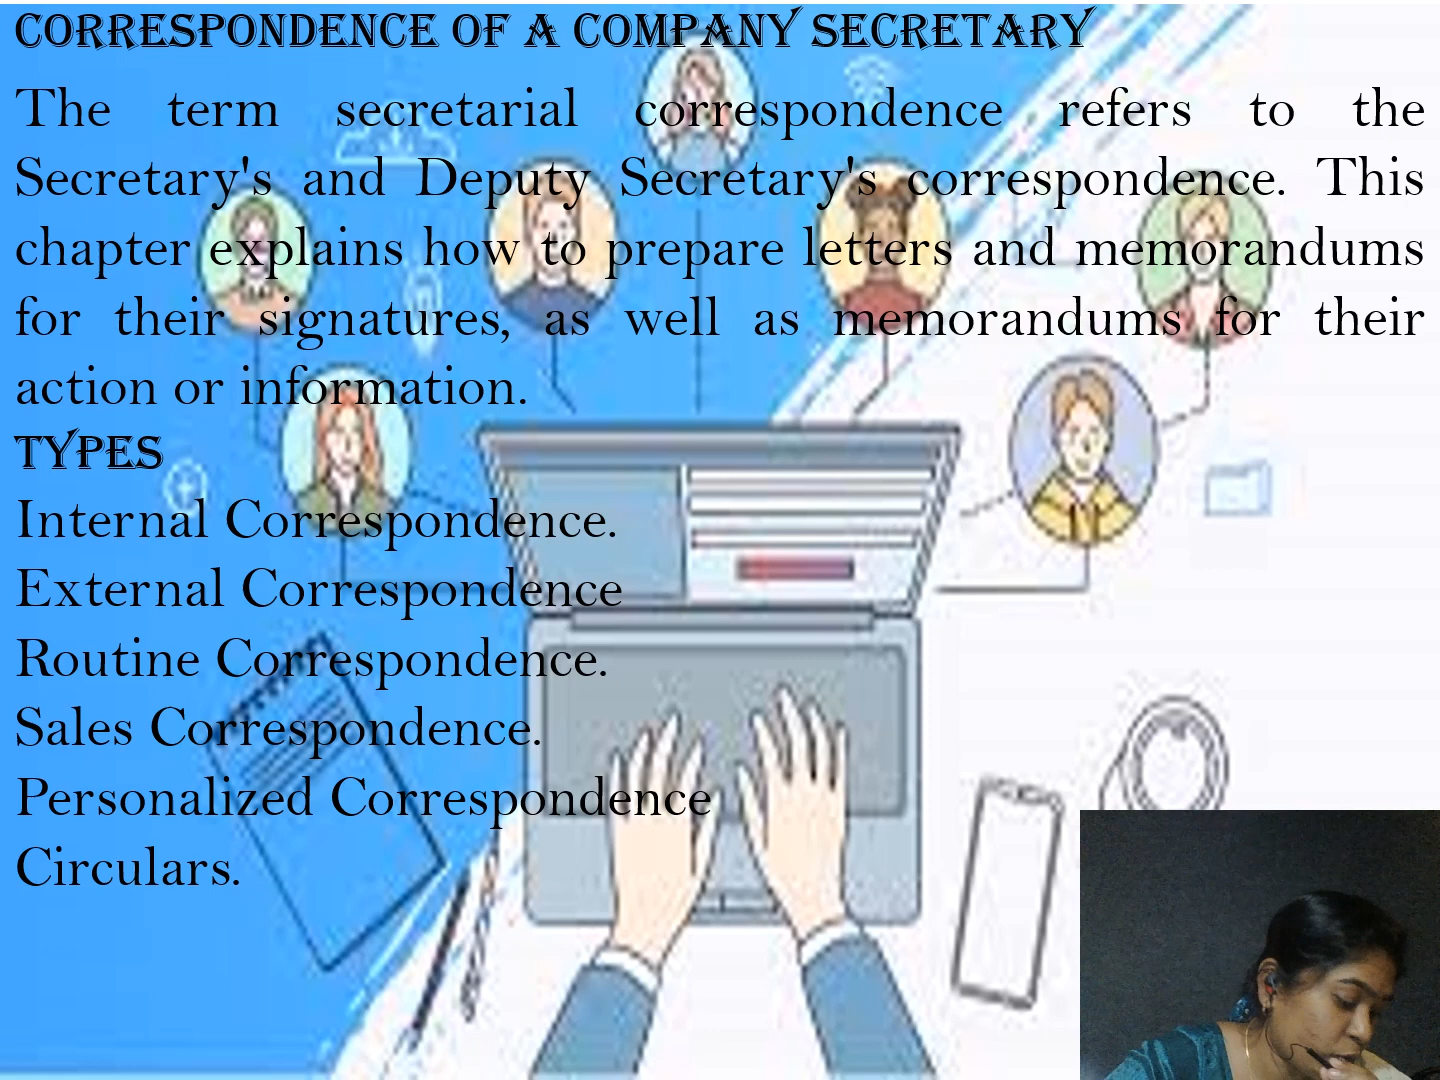 CORRESPONDENCE OF A COMPANY SECRETARY
The term secretarial correspondence refers to the
Secretary's and Deputy Secretary's correspondence. This
chapter explains how to prepare letters and memorandums
for their signatures, as well as memorandums for their
action or information.
TYPES
Internal Correspondence.
External Correspondence
Routine Correspondence.
Sales Correspondence.
Personalized Correspondence
Circulars.